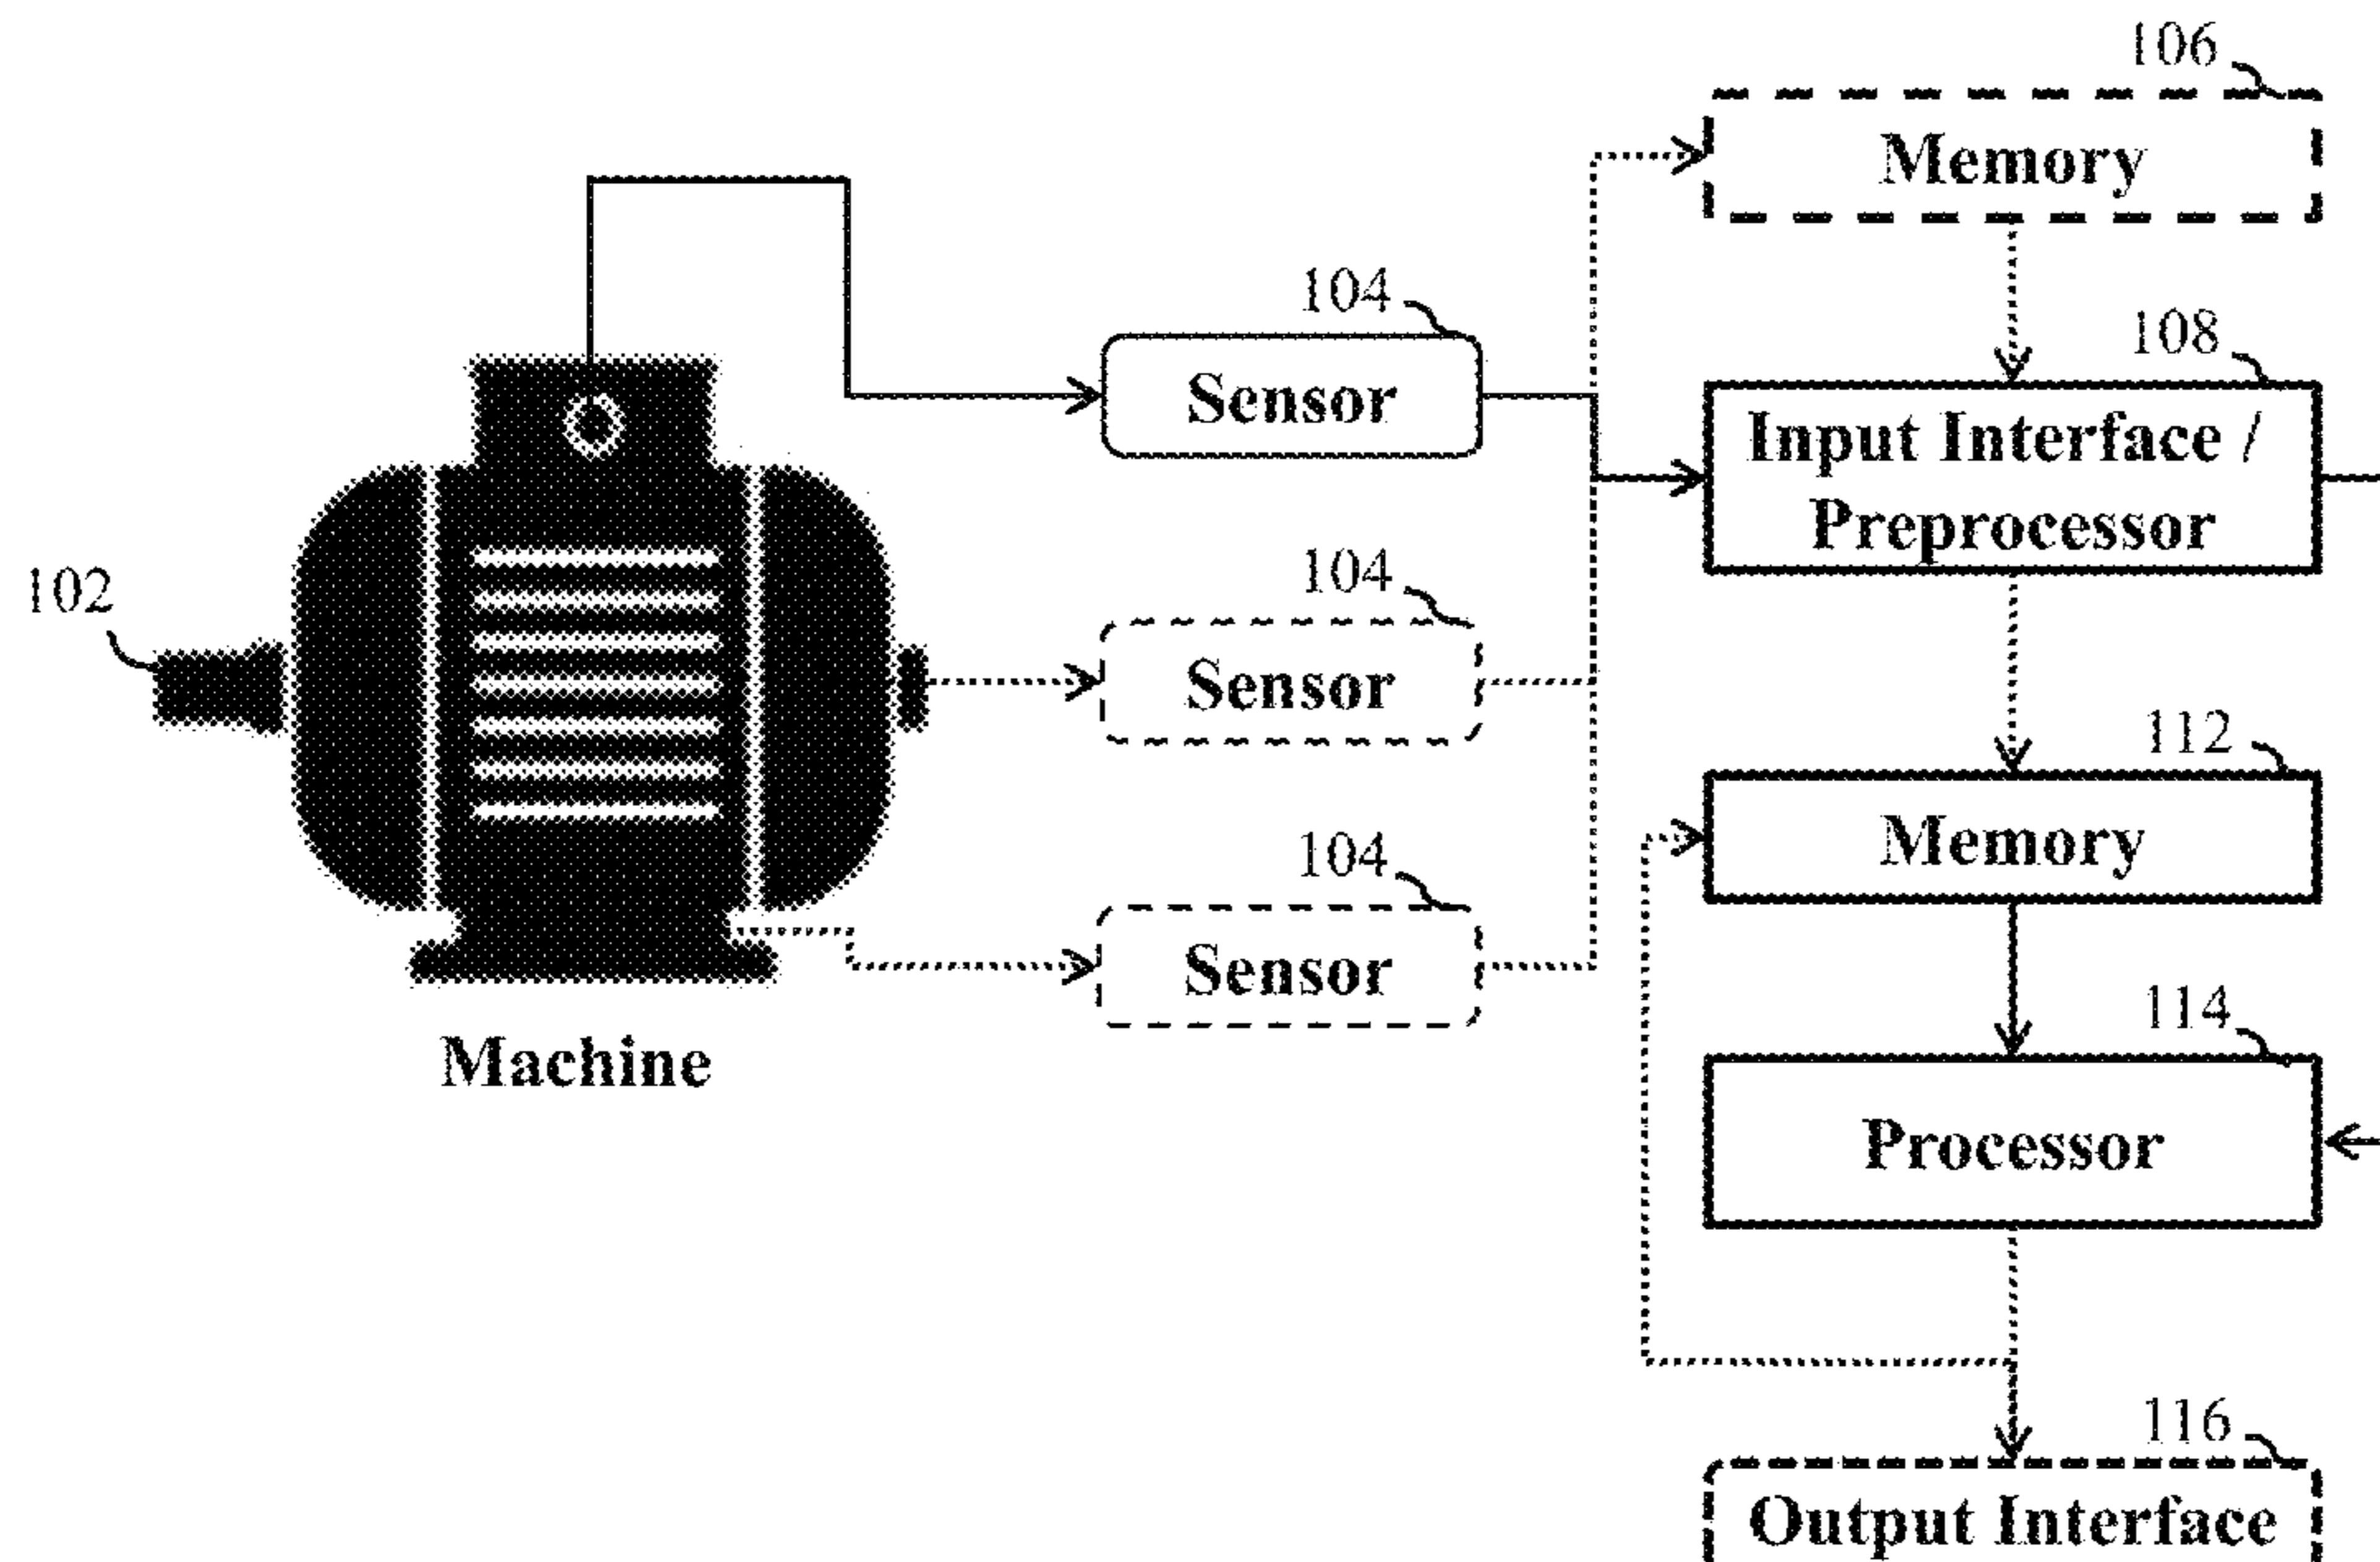 106
Memory
104
Sensor
108
Input Interface /
Preprocessor
102
104
Sensor
112
Memory
104
Sensor
114
Machine
Processor
116
Output Interface